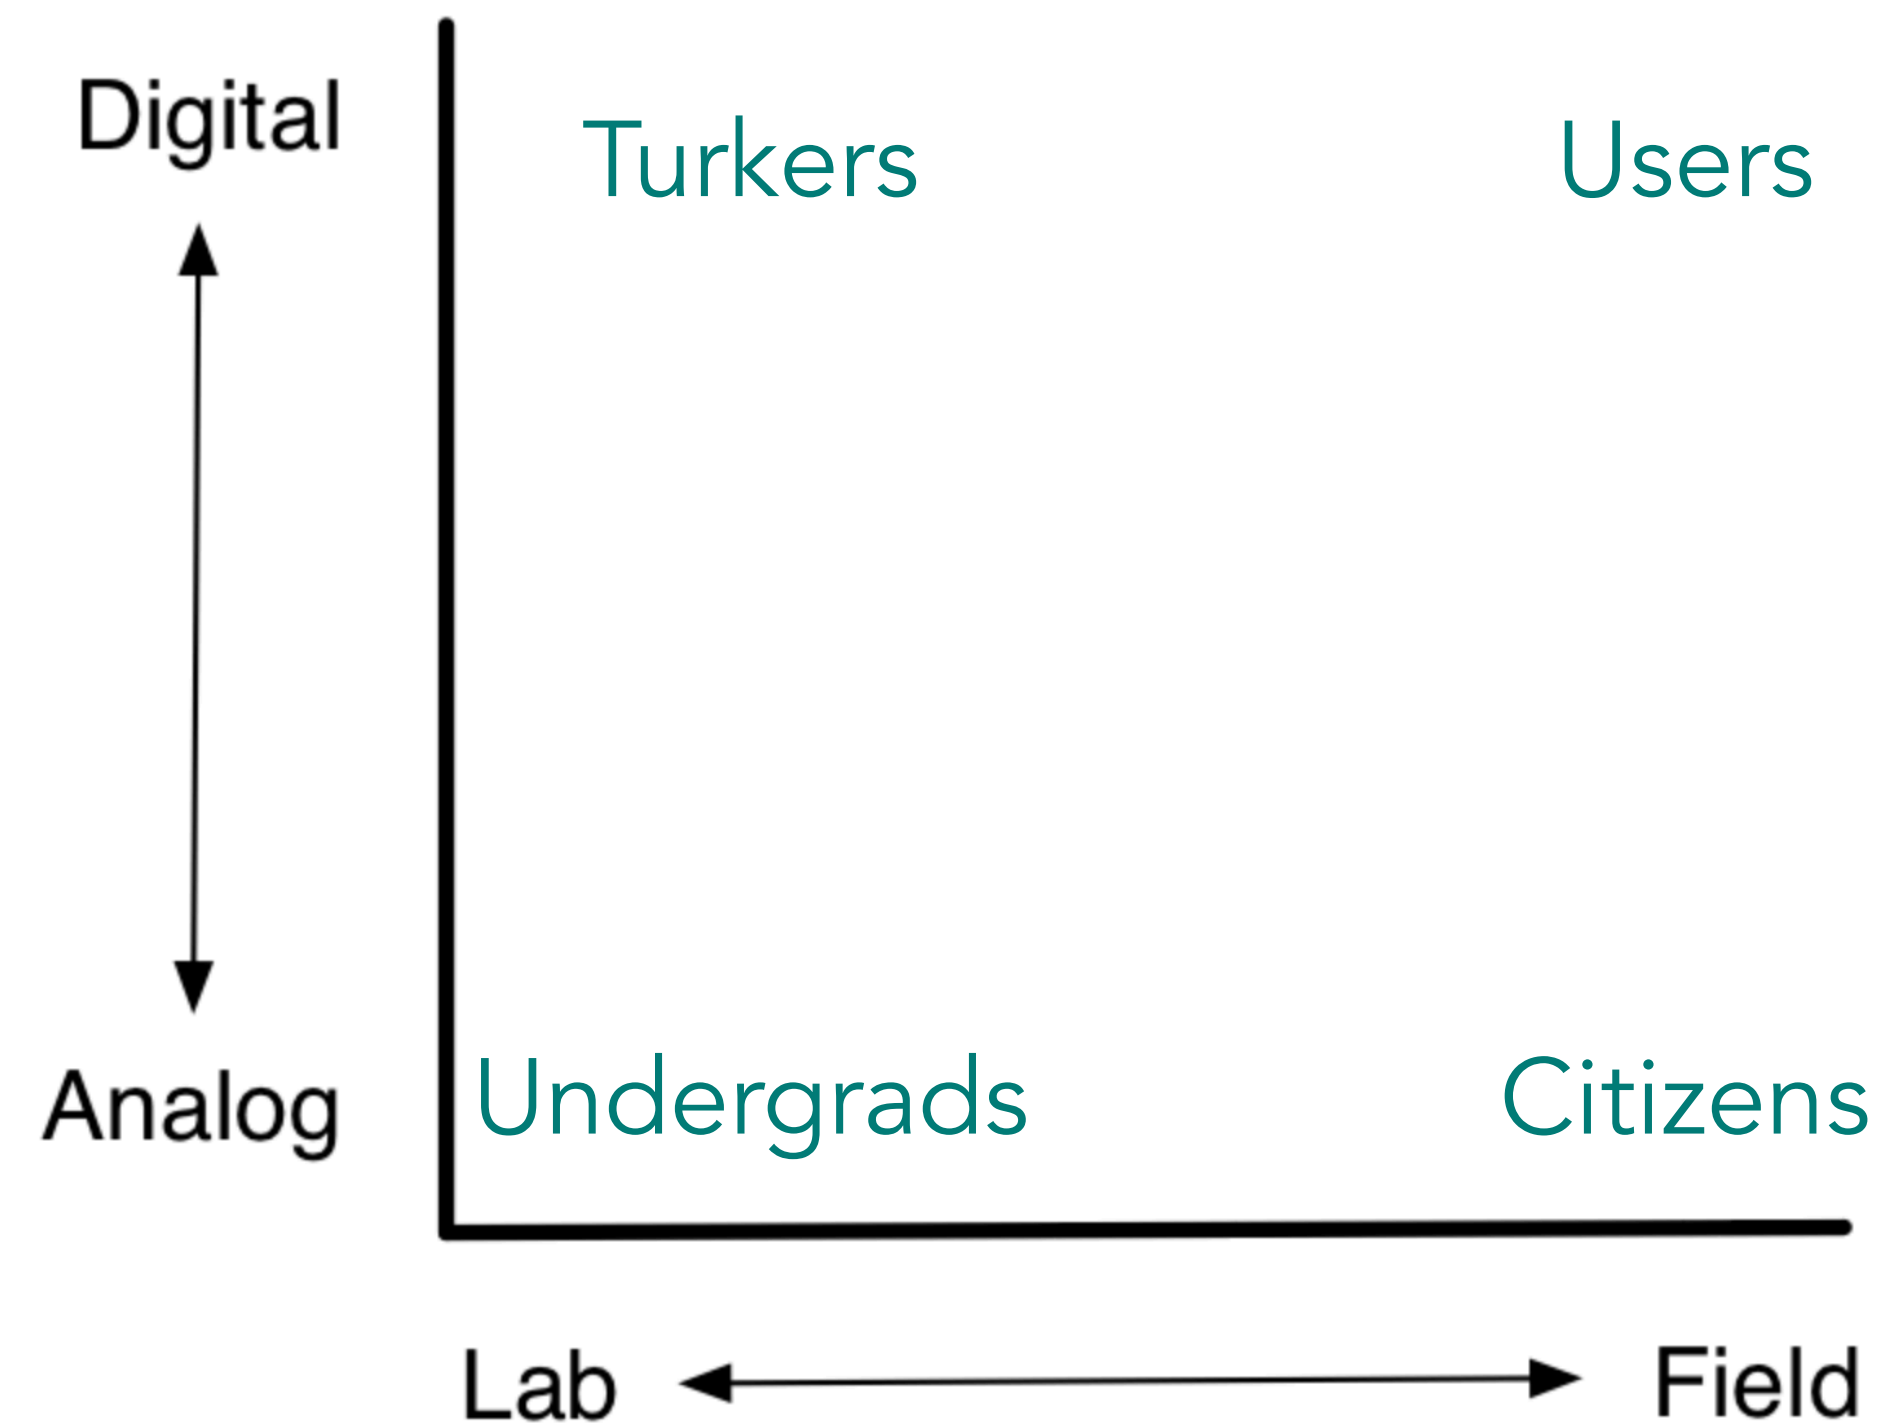 Digital
Turkers Users
Analog
Undergrads Citizens
Lab Field